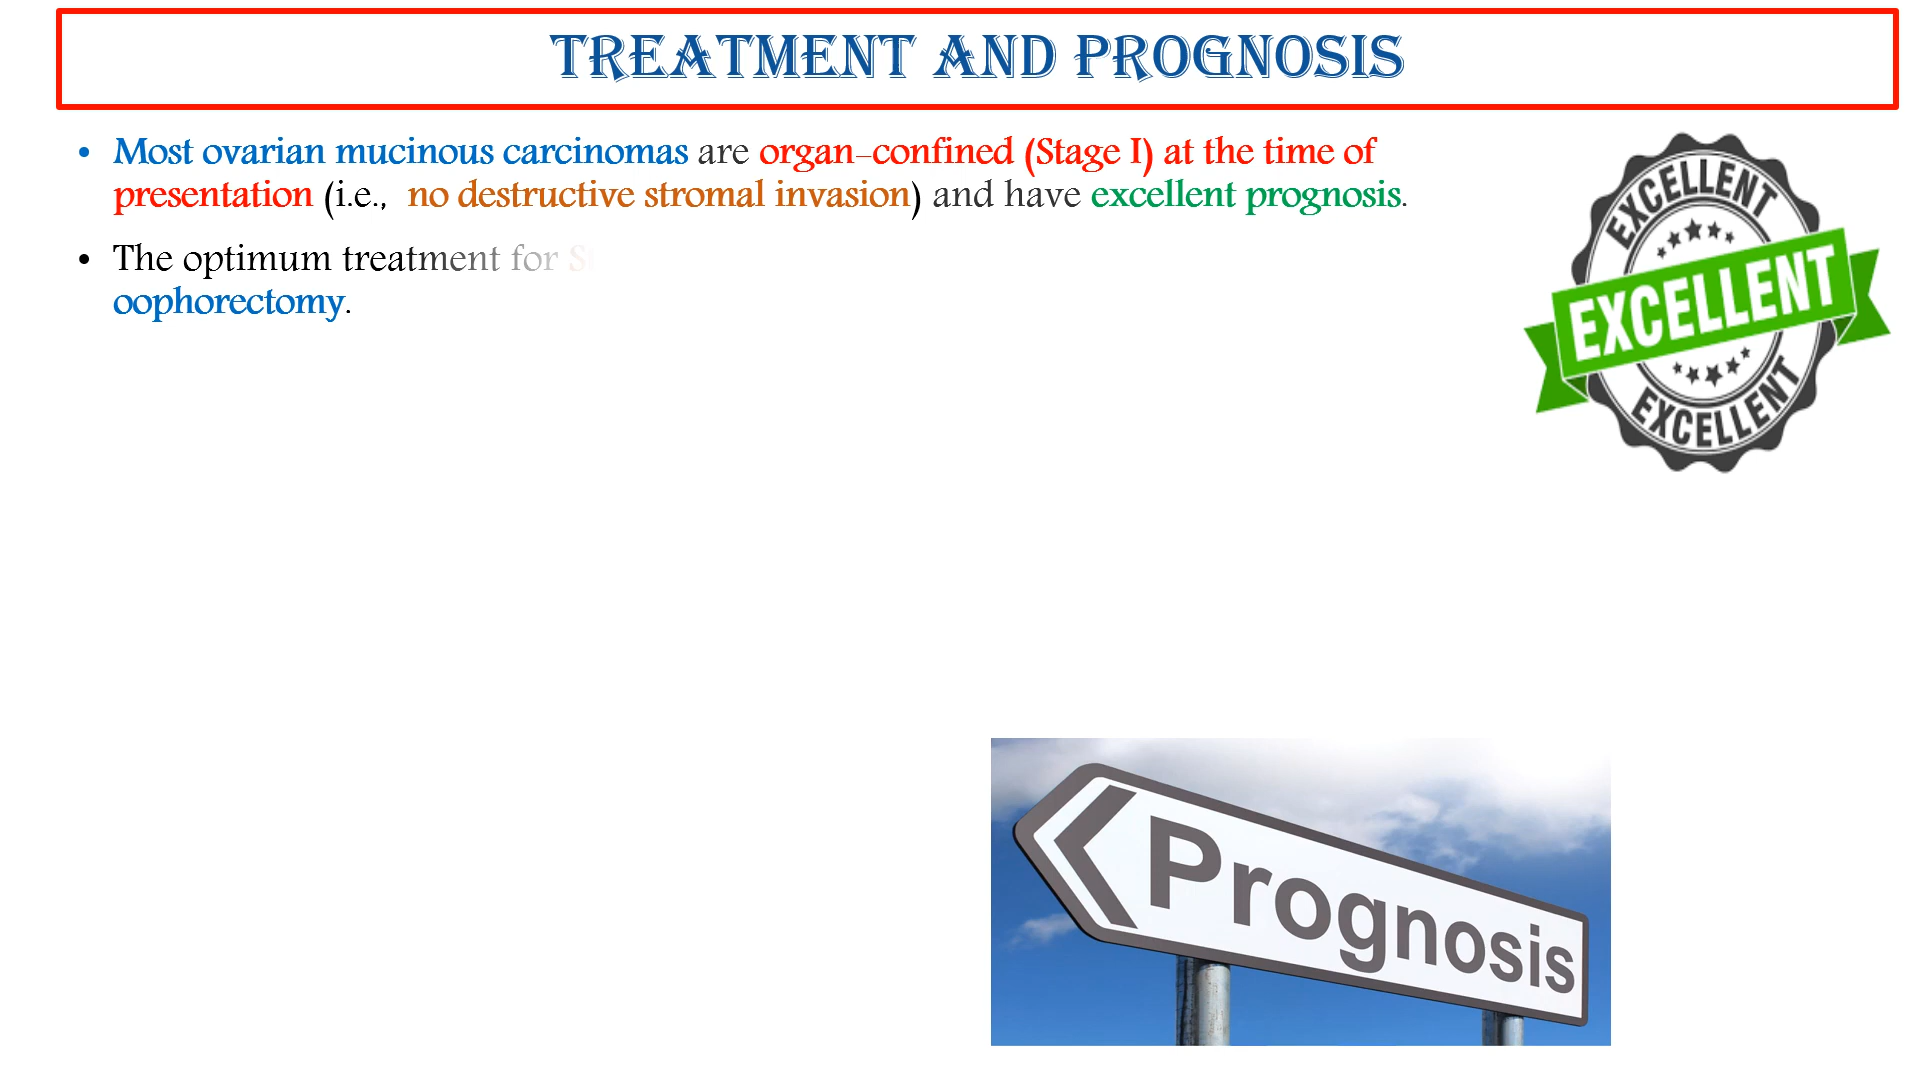 TREATMENT AND PROGNOSIS
• Most ovarian mucinous carcinomas are organ-confined (Stage I) at the time of
presentation (i.e., no destructive stromal invasion) and have excellent prognosis.
• The optimum treatment for
oophorectomy.
EXCELLENT
EXCELLENT
EXCELLENT
Prognosis